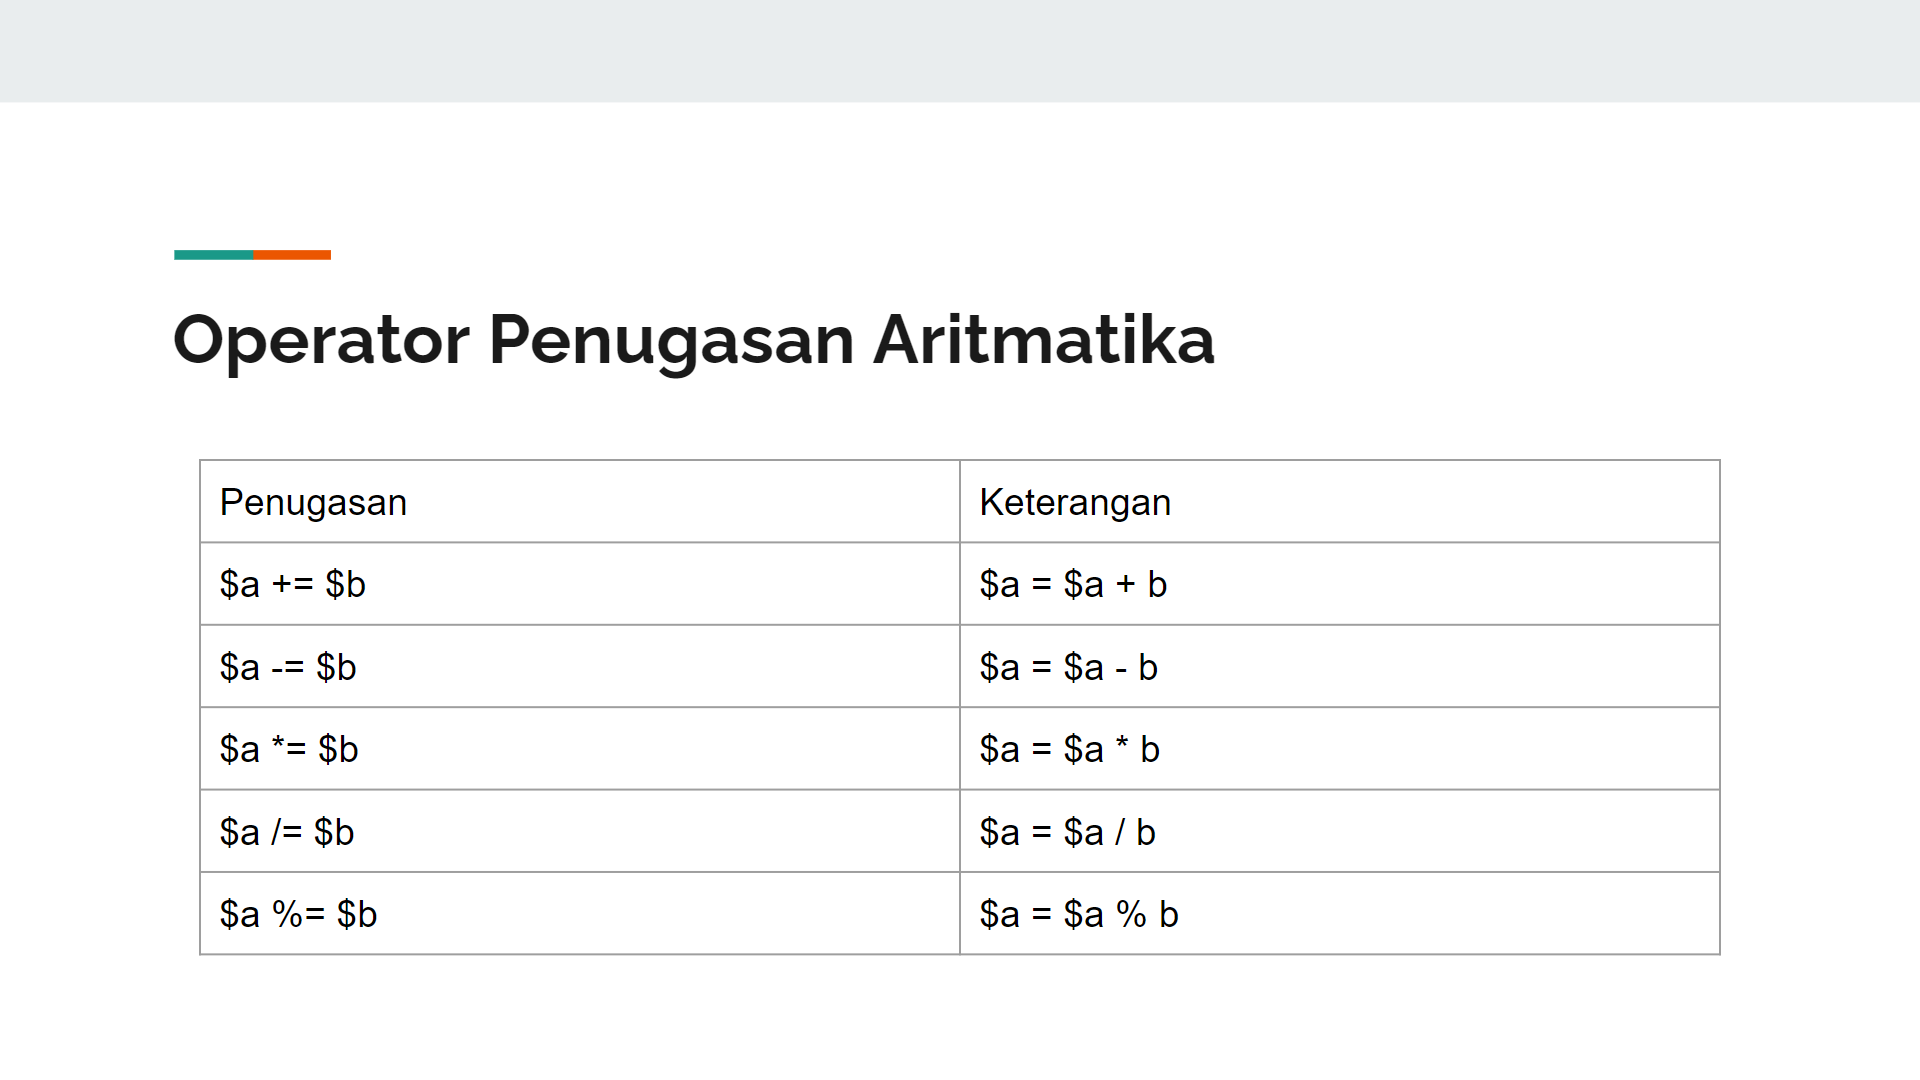 Operator Penugasan Aritmatika
Penugasan Keterangan
$a += $b $a = $a + b
$a -= $b $a = $a - b
$a *= $b $a = $a * b
$a /= $b $a = $a / b
$a %= $b $a = $a % b